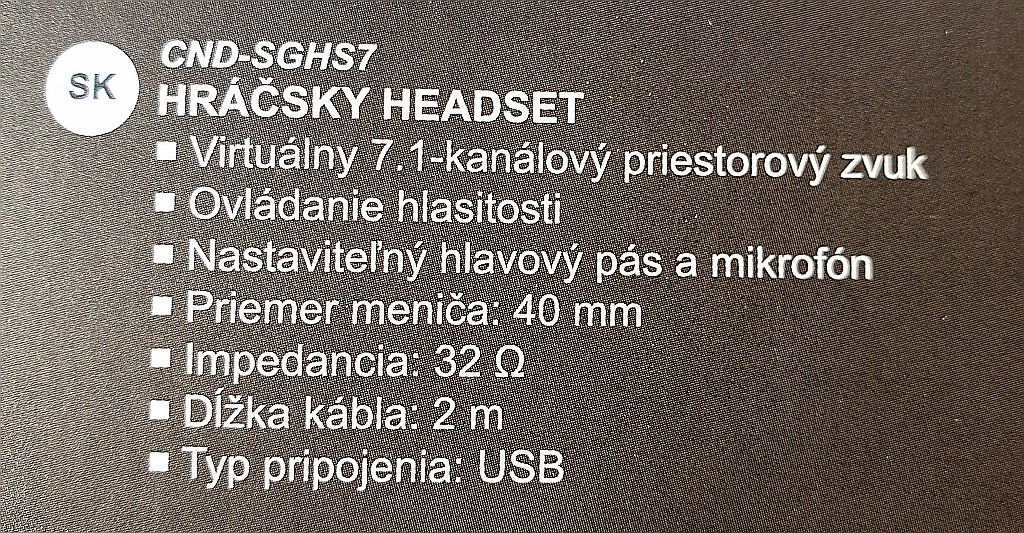 SK
CND-SGHS7
HRÁČSKY HEADSET
▪ Virtuálny 7.1-kanálový priestorový zvuk
▪ Ovládanie hlasitosti
▪ Nastaviteľný hlavový pás a mikrofón
▪ Priemer meniča: 40 mm
▪ Impedancia: 32 Ω
▪ Dĺžka kábla: 2 m
▪ Typ pripojenia: USB